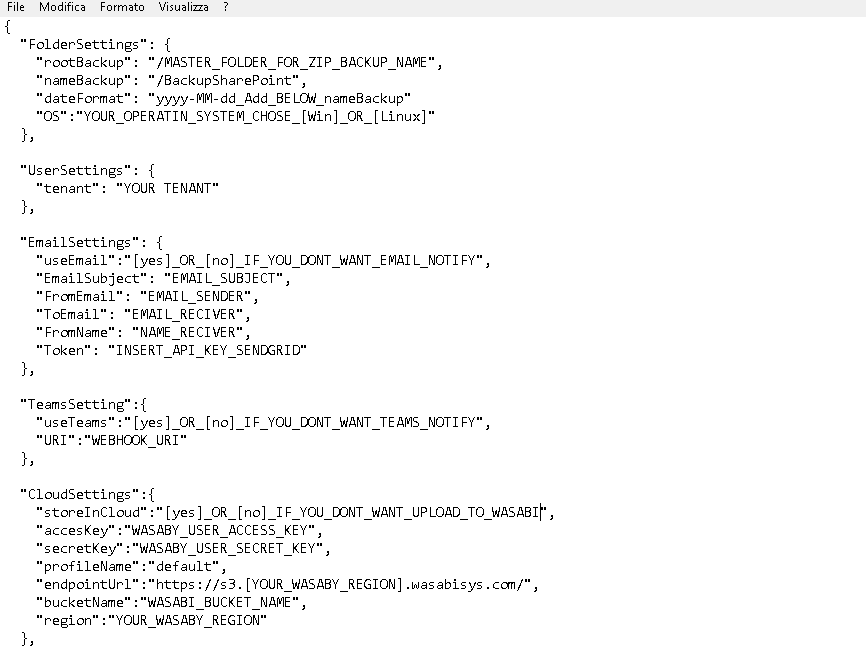 File Modifica Formato Visualizza ?
{
"FolderSettings": {
"rootBackup": "/MASTER_FOLDER_FOR_ZIP_BACKUP_NAME",
"nameBackup": "/BackupSharePoint",
"dateFormat": "yyyy-MM-dd_Add_BELOW_nameBackup"
"OS":"YOUR_OPERATIN_SYSTEM_CHOSE_[Win]_OR_[Linux]"
},
"UserSettings": {
"tenant": "YOUR TENANT"
},
"EmailSettings": {
"useEmail":"[yes]_OR_[no]_IF_YOU_DONT_WANT_EMAIL_NOTIFY",
"EmailSubject": "EMAIL_SUBJECT",
"FromEmail": "EMAIL_SENDER",
"ToEmail": "EMAIL_RECIVER",
"FromName": "NAME_RECIVER",
"Token": "INSERT_API_KEY_SENDGRID"
},
"TeamsSetting":{
"useTeams":"[yes]_OR_[no]_IF_YOU_DONT_WANT_TEAMS_NOTIFY",
"URI":"WEBHOOK_URI"
},
"CloudSettings":{
"storeInCloud":"[yes]_OR_[no]_IF_YOU_DONT_WANT_UPLOAD_TO_WASABI",
"accesKey":"WASABY_USER_ACCESS_KEY",
"secretKey":"WASABY_USER_SECRET_KEY",
"profileName":"default",
"endpointUrl":"https://s3.[YOUR_WASABY_REGION].wasabisys.com/",
"bucketName":"WASABI_BUCKET_NAME",
"region":"YOUR_WASABY_REGION"
},